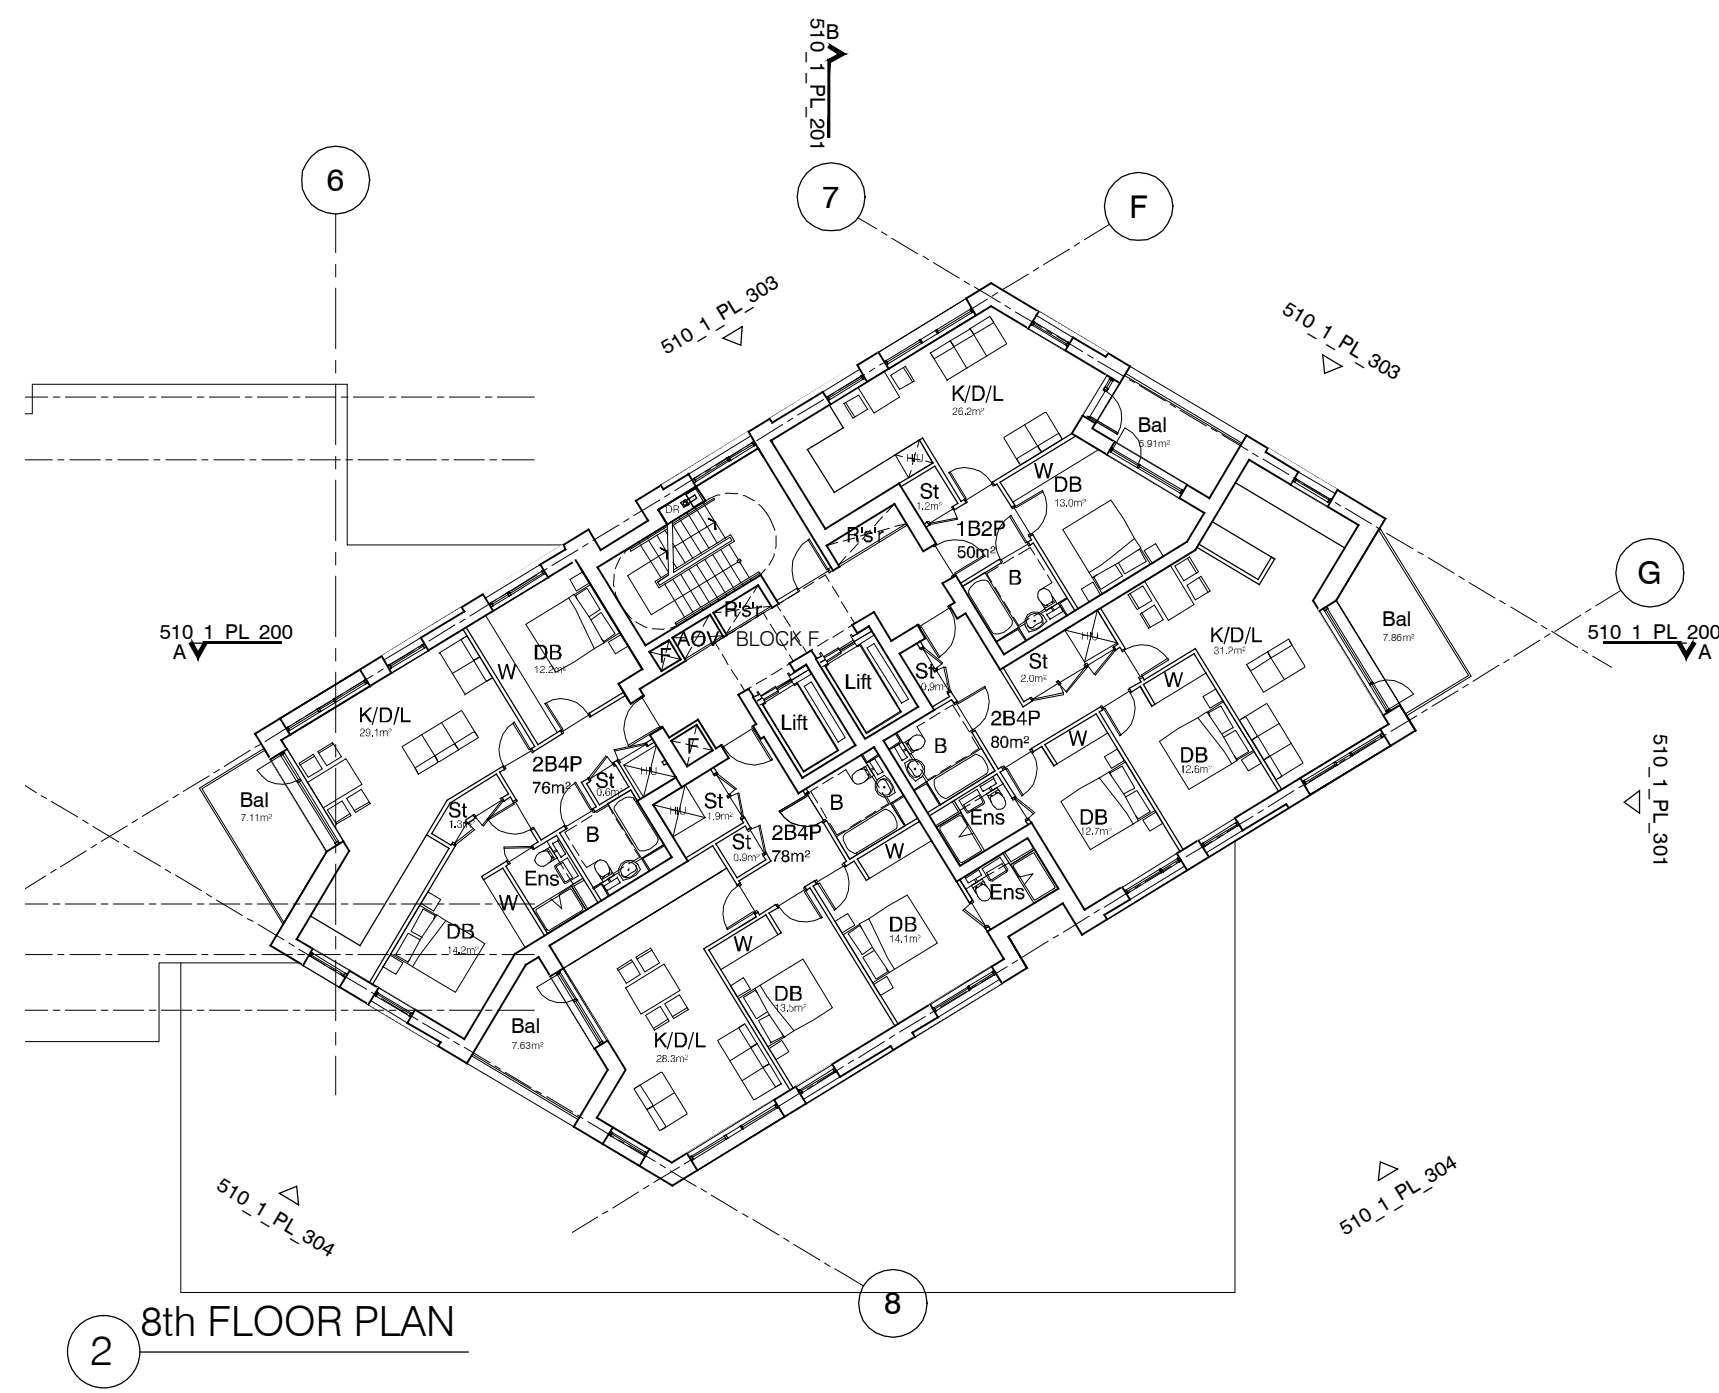 B
510_1_PL_201
6
7
F
510_1_PL_303
510_1_PL_303
K/D/L
26.2m²
Bal
5.91m²
H/U
W
St
1.2m²
DB
13.0m²
DR
R's'r
1B2P
50m²
B
G
510_1_PL_200
A
R's'r
AOV
BLOCK F
F
DB
12.2m²
W
Bal
7.86m²
K/D/L
31.2m²
H/U
510_1_PL_200
A
St
2.0m²
St
0.9m²
Lift
Lift
W
K/D/L
29.1m²
2B4P
80m²
W
B
F
DB
12.6m²
2B4P
76m²
St
0.6m²
H/U
Bal
7.11m²
St
B
H/U
St
1.9m²
B
Ens
DB
12.7m²
510_1_PL_301
St
0.9m²
2B4P
78m²
W
Ens
W
Ens
DB
14.2m²
W
DB
14.1m²
DB
13.5m²
Bal
7.63m²
K/D/L
28.3m²
510_1_PL_304
510_1_PL_304
8
2
8th FLOOR PLAN